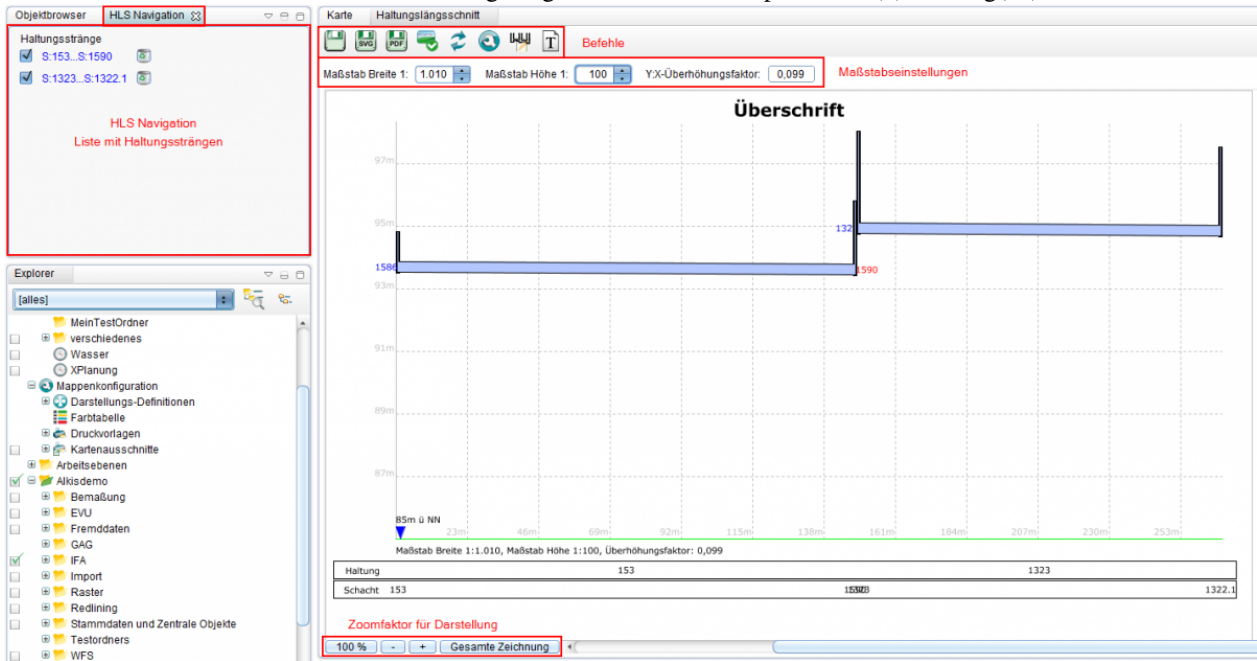 Objektbrowser HLS Navigation
Haltungsstränge
S:153...S:1590
S:1323...S:1322.1
HLS Navigation
Liste mit Haltungssträngen
Explorer
[alles]
MeinTestOrdner
verschiedenes
Wasser
XPlanung
Mappenkonfiguration
Darstellungs-Definitionen
Farbtabelle
Druckvorlagen
Kartenausschnitte
Arbeitsebenen
Alkisdemo
Bemaßung
EVU
Fremddaten
GAG
IFA
Import
Raster
Redlining
Stammdaten und Zentrale Objekte
Testordners
WFS
Karte Haltungslängsschnitt
SVG PDF T Befehle
Maßstab Breite 1: 1.010 Maßstab Höhe 1: 100 Y:X-Überhöhungsfaktor: 0,099 Maßstabseinstellungen
Überschrift
97m
95m
132
1586
1590
93m
91m
89m
87m
85m ü NN
23m 46m 69m 92m 115m 138m 161m 184m 207m 230m 253m
Maßstab Breite 1:1.010, Maßstab Höhe 1:100, Überhöhungsfaktor: 0,099
Haltung 153 1323
Schacht 153 1322.1
Zoomfaktor für Darstellung
100 % - + Gesamte Zeichnung